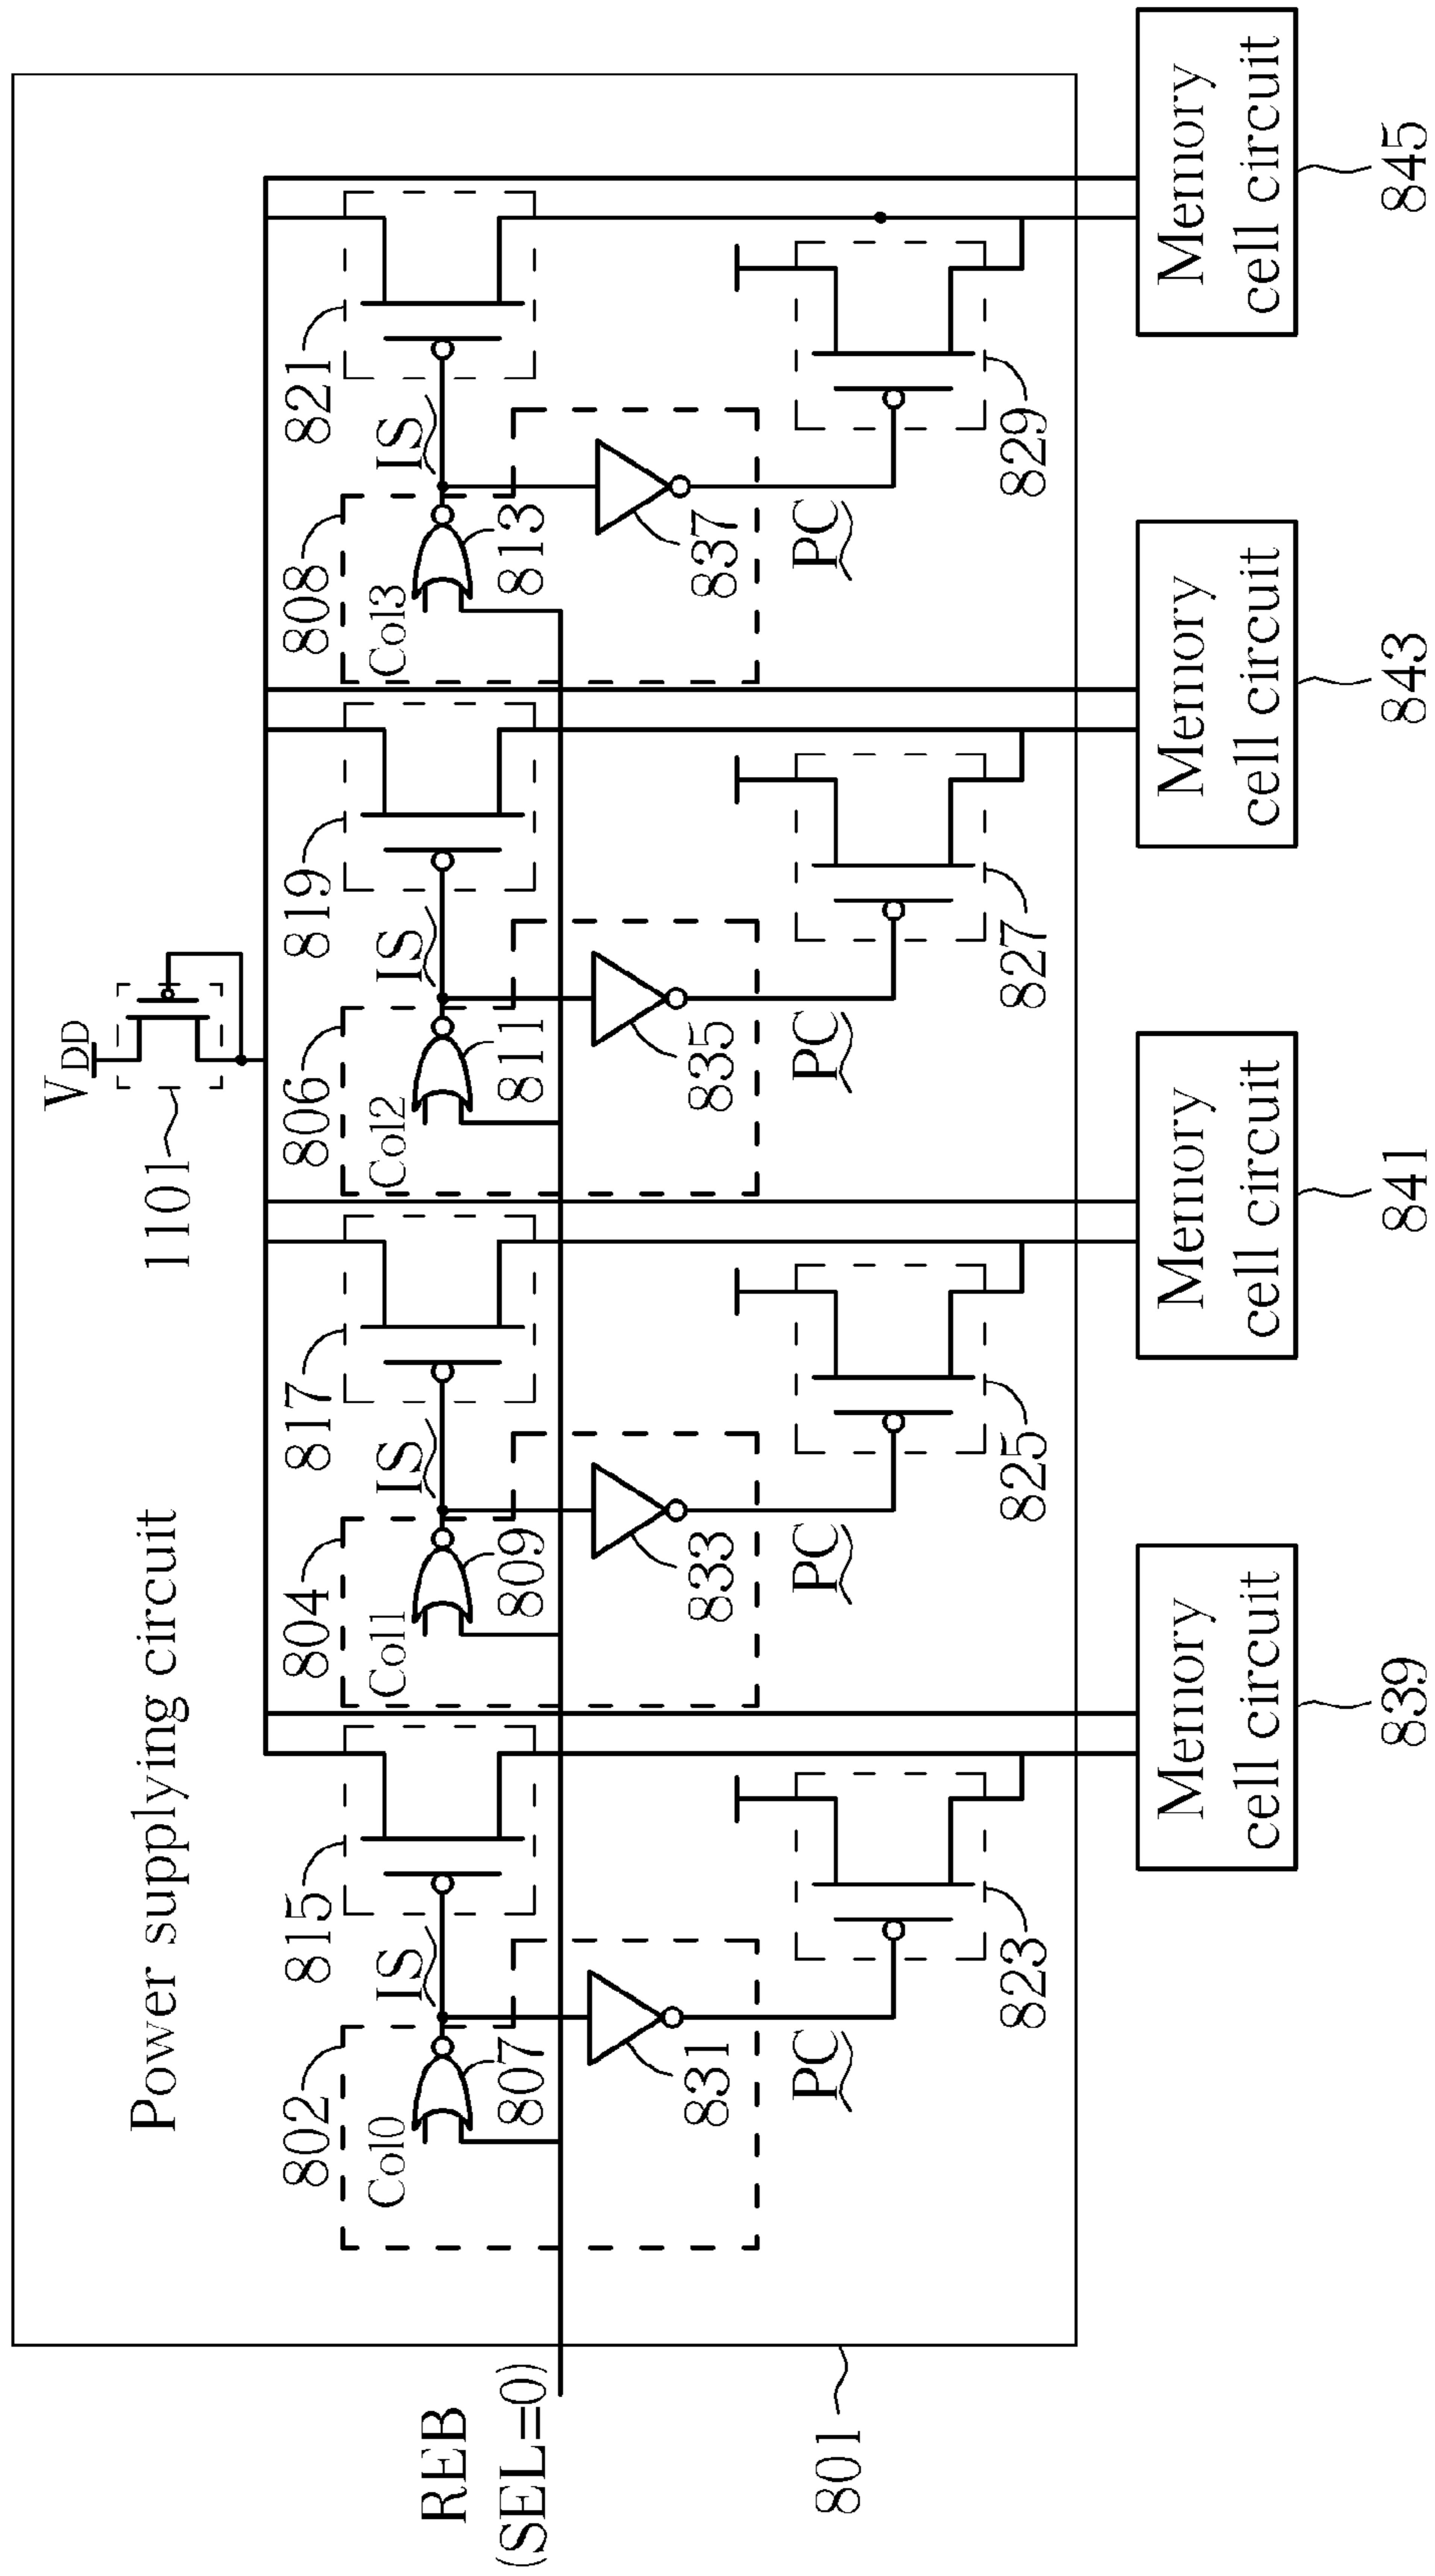 Power supplying circuit
V_DD
1101
802
815
804
817
806
819
808
821
Col0
IS
Col1
IS
Col2
IS
Col3
IS
REB
(SEL=0)
807
809
811
813
831
833
835
837
PC
PC
PC
PC
801
823
825
827
829
Memory
cell circuit
Memory
cell circuit
Memory
cell circuit
Memory
cell circuit
839
841
843
845